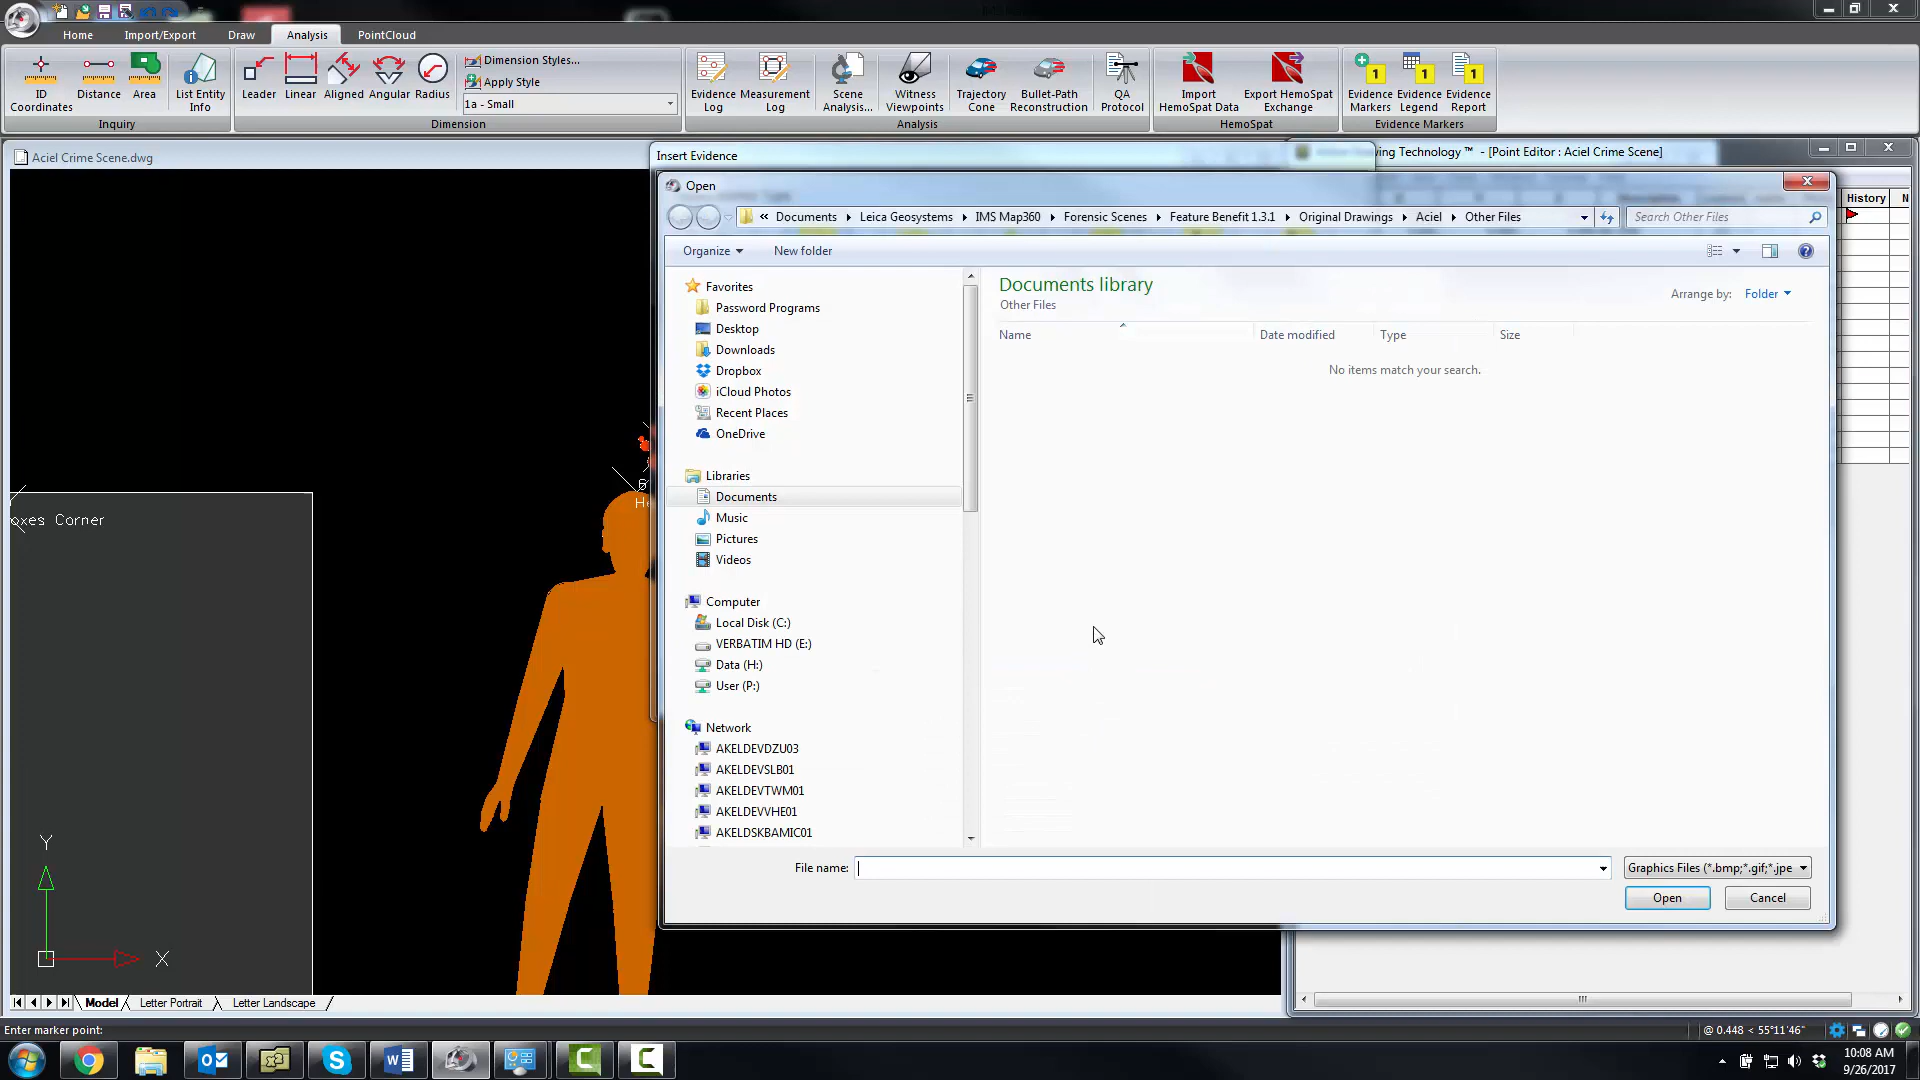 Home Import/Export Draw Analysis PointCloud
ID Coordinates
Distance
Area
List Entity Info
Inquiry
Leader
Linear
Aligned
Angular
Radius
Dimension Styles...
Apply Style
1a - Small
Dimension
Evidence Log
Measurement Log
Scene Analysis...
Witness Viewpoints
Trajectory Cone
Bullet-Path Reconstruction
QA Protocol
Analysis
Import HemoSpat Data
Export HemoSpat Exchange
HemoSpat
1 1 1
Evidence Markers
Evidence Legend
Evidence Report
Evidence Markers
Aciel Crime Scene.dwg
Insert Evidence
Technology ™ - [Point Editor : Aciel Crime Scene]
History N
Open
« Documents Leica Geosystems IMS Map360 Forensic Scenes Feature Benefit 1.3.1 Original Drawings Aciel Other Files
Search Other Files
Organize New folder
Favorites
Password Programs
Desktop
Downloads
Dropbox
iCloud Photos
Recent Places
OneDrive
Libraries
Documents
Music
Pictures
Videos
Computer
Local Disk (C:)
VERBATIM HD (E:)
Data (H:)
User (P:)
Network
AKELDEVDZU03
AKELDEVSLB01
AKELDEVTWM01
AKELDEVVHE01
AKELDSKBAMIC01
Documents library
Other Files
Arrange by: Folder
Name Date modified Type Size
No items match your search.
File name:
Graphics Files (*.bmp;*.gif;*.jpe
Open Cancel
oxes Corner
6
He
Y
X
Model Letter Portrait Letter Landscape
Enter marker point:
@ 0.448 < 55°11'46"
10:08 AM
9/26/2017